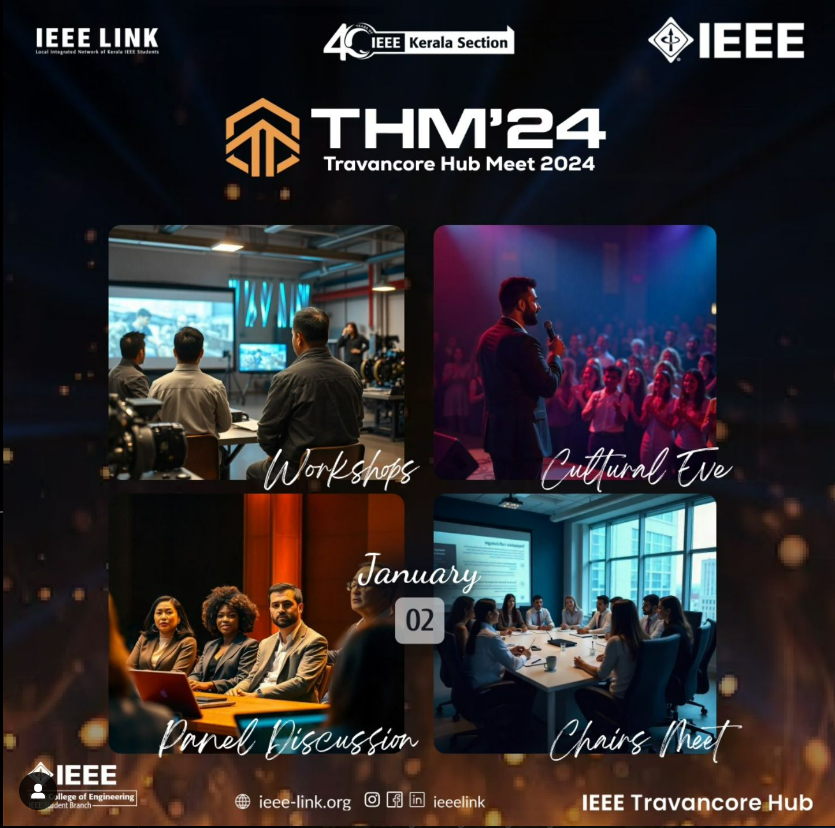 IEEE LINK
Local Integrated Network of Kerala IEEE Students
40 YEARS OF IEEE Kerala Section
IEEE
THM'24
Travancore Hub Meet 2024
Workshops
Cultural Eve
January
02
Panel Discussion
Chairs Meet
IEEE
College of Engineering
Student Branch
ieee-link.org
ieeelink
IEEE Travancore Hub